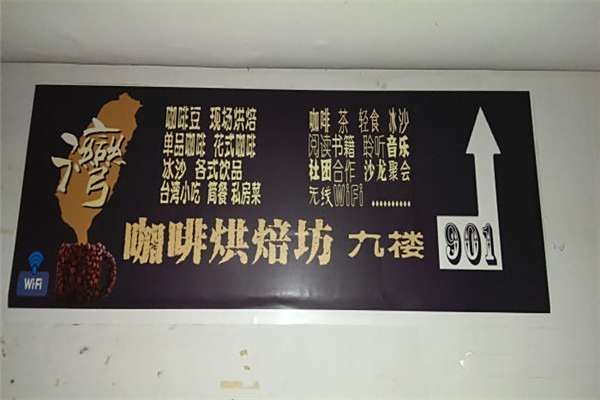 灣
咖啡豆 现场烘焙
单品咖啡 花式咖啡
冰沙 各式饮品
台湾小吃 简餐 私房菜
咖啡 茶 轻食 冰沙
阅读书籍 聆听音乐
社团合作 沙龙聚会
无线WiFi ..........
咖啡烘焙坊 九楼
901
WiFi